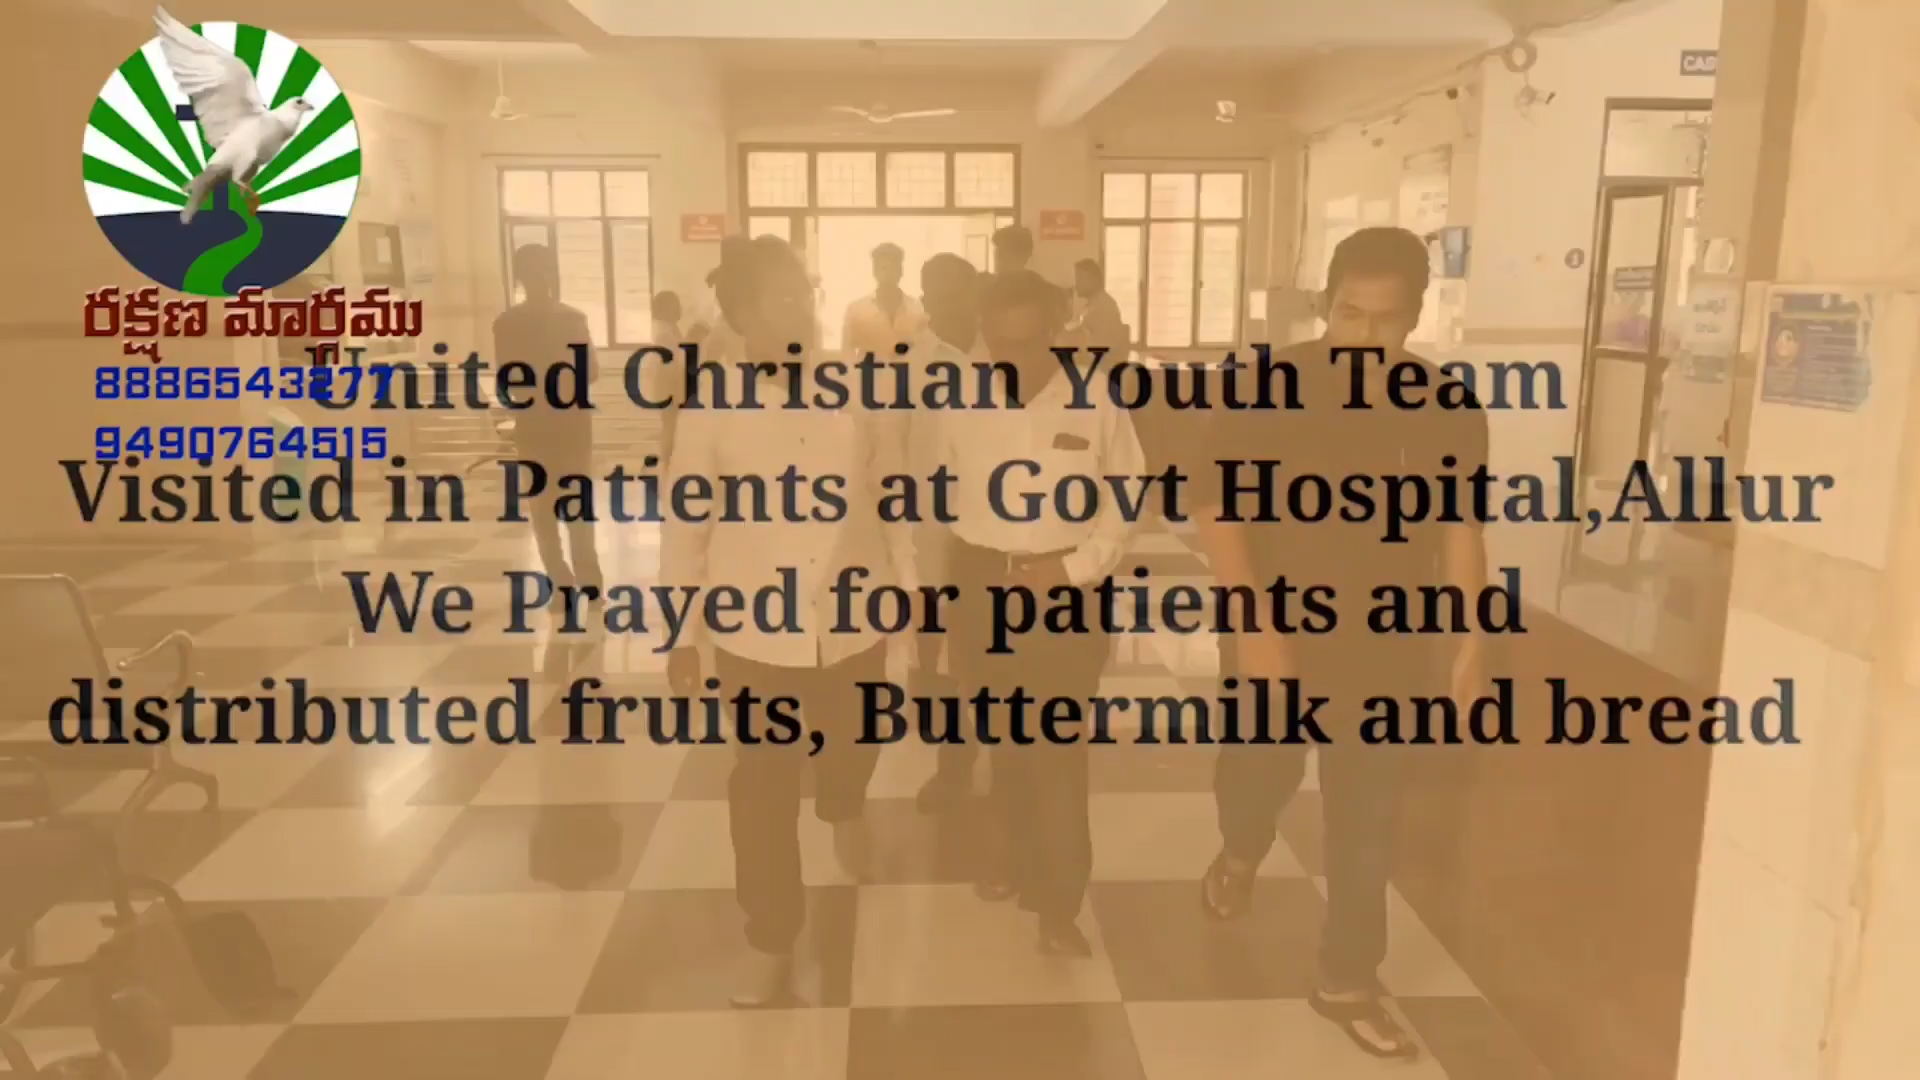 రక్షణ మార్గము
8886543277
9490764515
United Christian Youth Team
Visited in Patients at Govt Hospital,Allur
We Prayed for patients and
distributed fruits, Buttermilk and bread
CAS